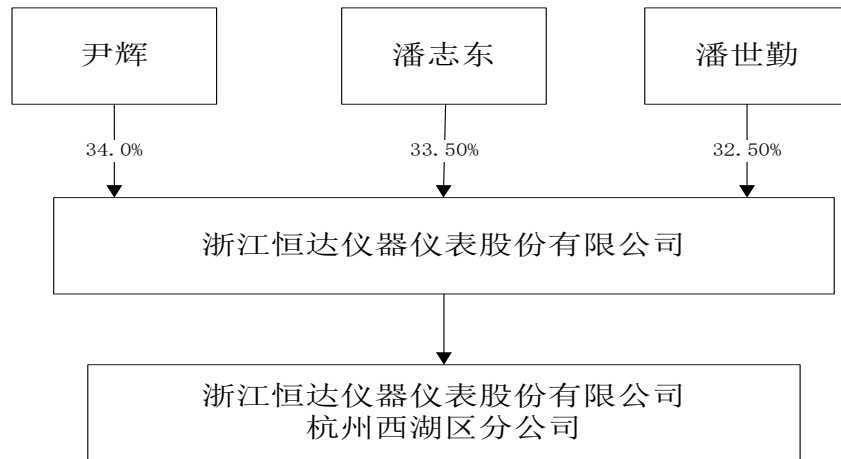 尹辉
潘志东
潘世勤
34.0%
33.50%
32.50%
浙江恒达仪器仪表股份有限公司
浙江恒达仪器仪表股份有限公司
杭州西湖区分公司